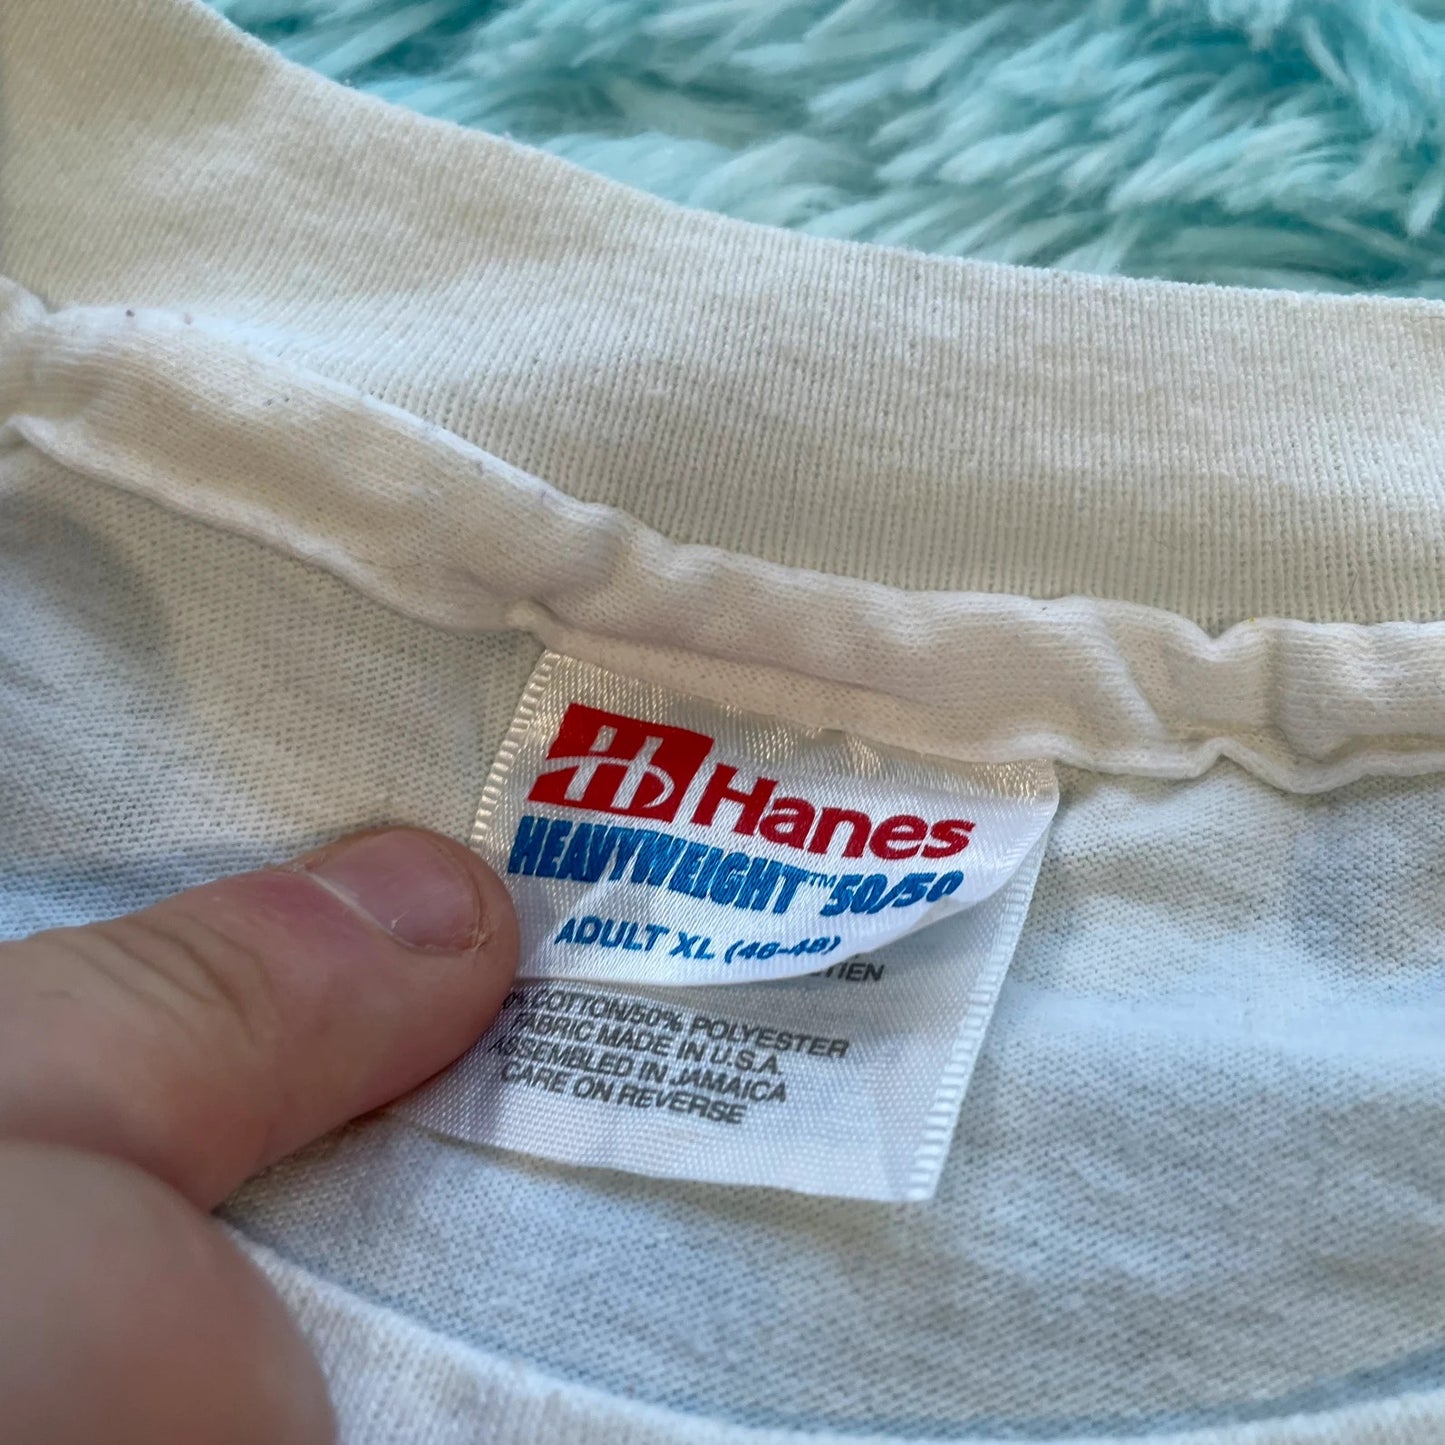 Hanes
HEAVYWEIGHT™ 50/50
ADULT XL (46-48)
COTTON/50% POLYESTER
FABRIC MADE IN U.S.A.
ASSEMBLED IN JAMAICA
CARE ON REVERSE